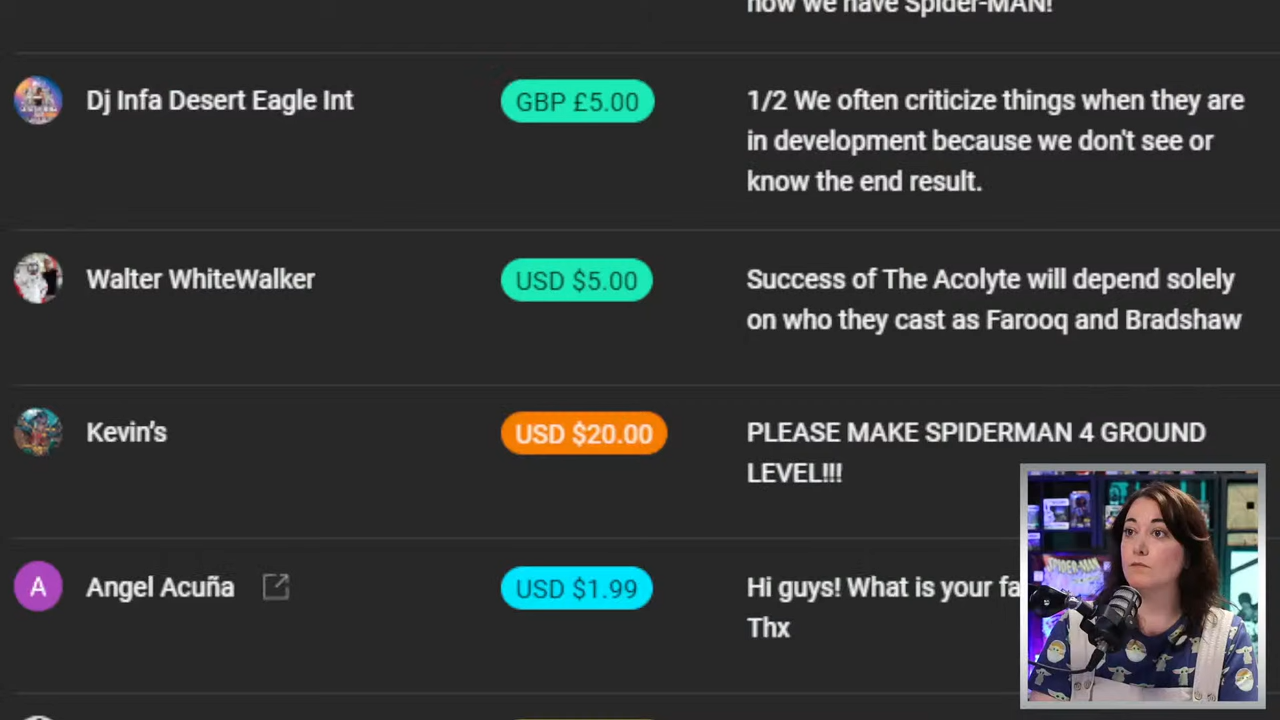 now we have Spider-MAN!
Dj Infa Desert Eagle Int
GBP £5.00
1/2 We often criticize things when they are
in development because we don't see or
know the end result.
Walter WhiteWalker
USD $5.00
Success of The Acolyte will depend solely
on who they cast as Farooq and Bradshaw
Kevin's
USD $20.00
PLEASE MAKE SPIDERMAN 4 GROUND
LEVEL!!!
A
Angel Acuña
USD $1.99
Hi guys! What is your fa
Thx
SPIDER-MAN